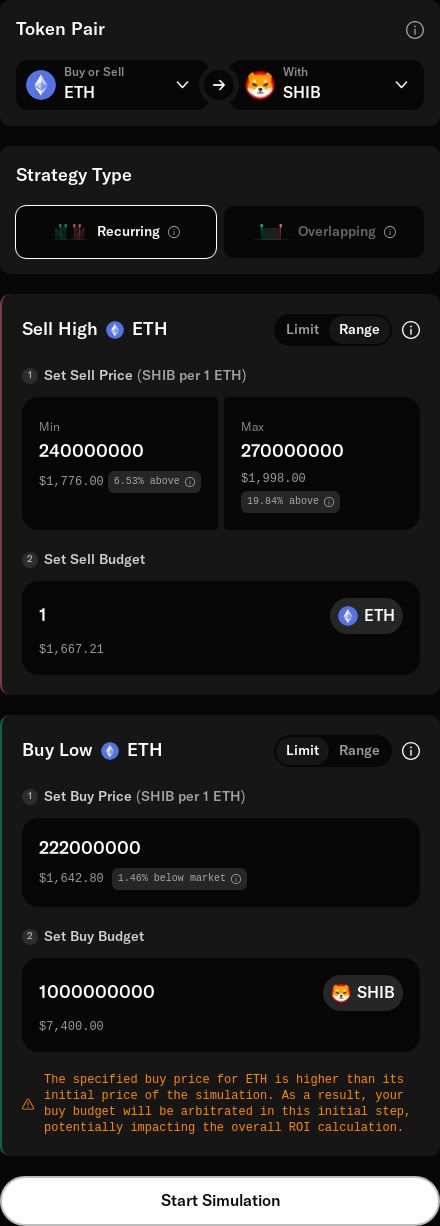 Token Pair
Buy or Sell
ETH
With
SHIB
Strategy Type
Recurring
Overlapping
Sell High ETH
Limit
Range
1 Set Sell Price (SHIB per 1 ETH)
Min
240000000
$1,776.00 6.53% above
Max
270000000
$1,998.00
19.84% above
2 Set Sell Budget
1
ETH
$1,667.21
Buy Low ETH
Limit
Range
1 Set Buy Price (SHIB per 1 ETH)
222000000
$1,642.80 1.46% below market
2 Set Buy Budget
1000000000
SHIB
$7,400.00
The specified buy price for ETH is higher than its
initial price of the simulation. As a result, your
buy budget will be arbitrated in this initial step,
potentially impacting the overall ROI calculation.
Start Simulation